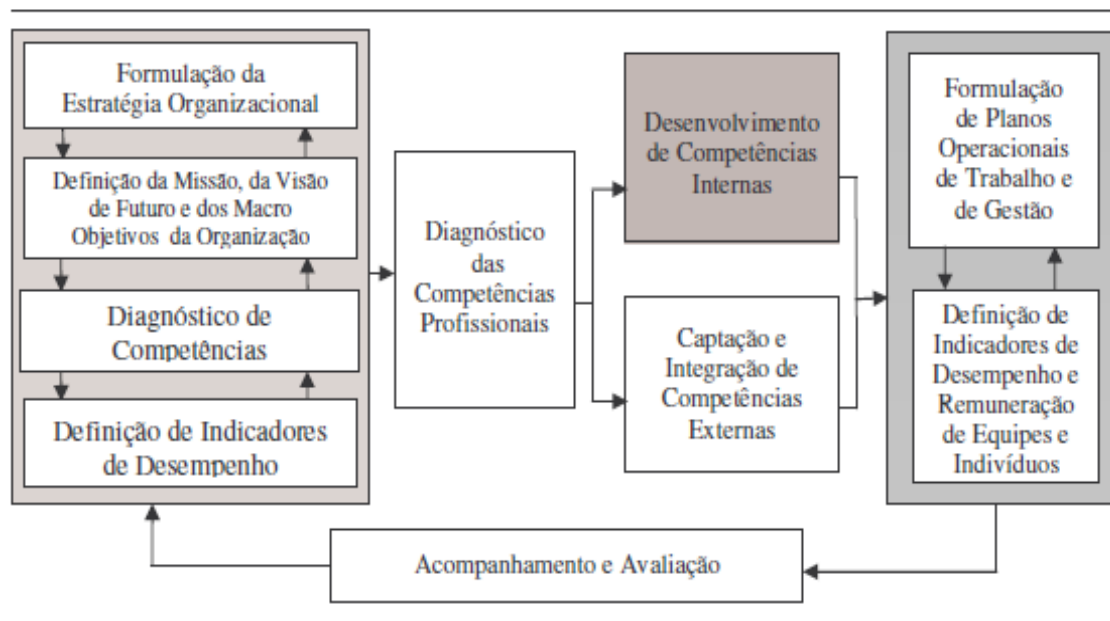 Formulação da
Estratégia Organizacional
Definição da Missão, da Visão
de Futuro e dos Macro
Objetivos da Organização
Diagnóstico de
Competências
Definição de Indicadores
de Desempenho
Diagnóstico
das
Competências
Profissionais
Desenvolvimento
de Competências
Internas
Captação e
Integração de
Competências
Externas
Formulação
de Planos
Operacionais
de Trabalho e
de Gestão
Definição de
Indicadores de
Desempenho e
Remuneração
de Equipes e
Indivíduos
Acompanhamento e Avaliação